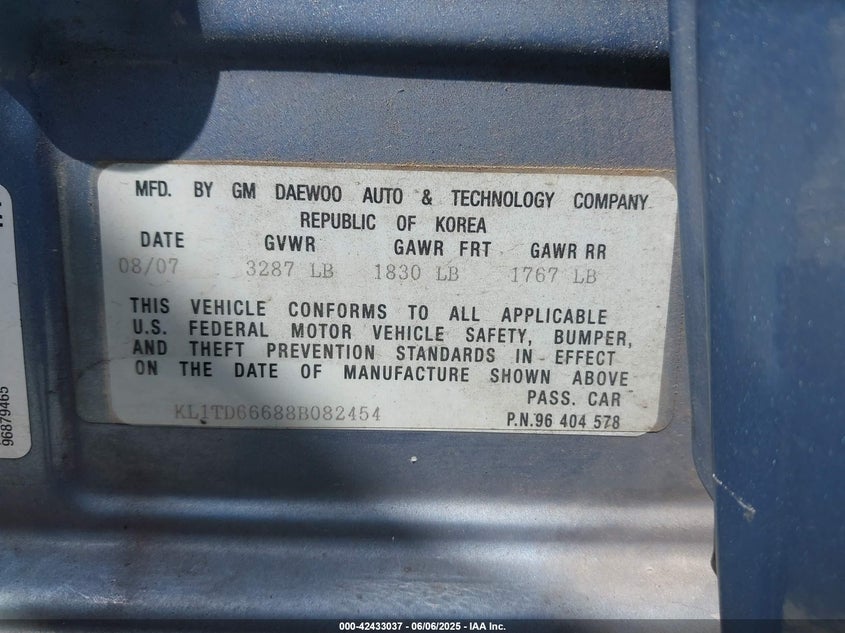 MFD. BY GM DAEWOO AUTO & TECHNOLOGY COMPANY
REPUBLIC OF KOREA
DATE GVWR GAWR FRT GAWR RR
08/07 3287 LB 1830 LB 1767 LB
THIS VEHICLE CONFORMS TO ALL APPLICABLE
U.S. FEDERAL MOTOR VEHICLE SAFETY, BUMPER,
AND THEFT PREVENTION STANDARDS IN EFFECT
ON THE DATE OF MANUFACTURE SHOWN ABOVE
PASS. CAR
KL1TD66688B082454
P.N.96 404 578
96879465
000-42433037 - 06/06/2025 - IAA Inc.